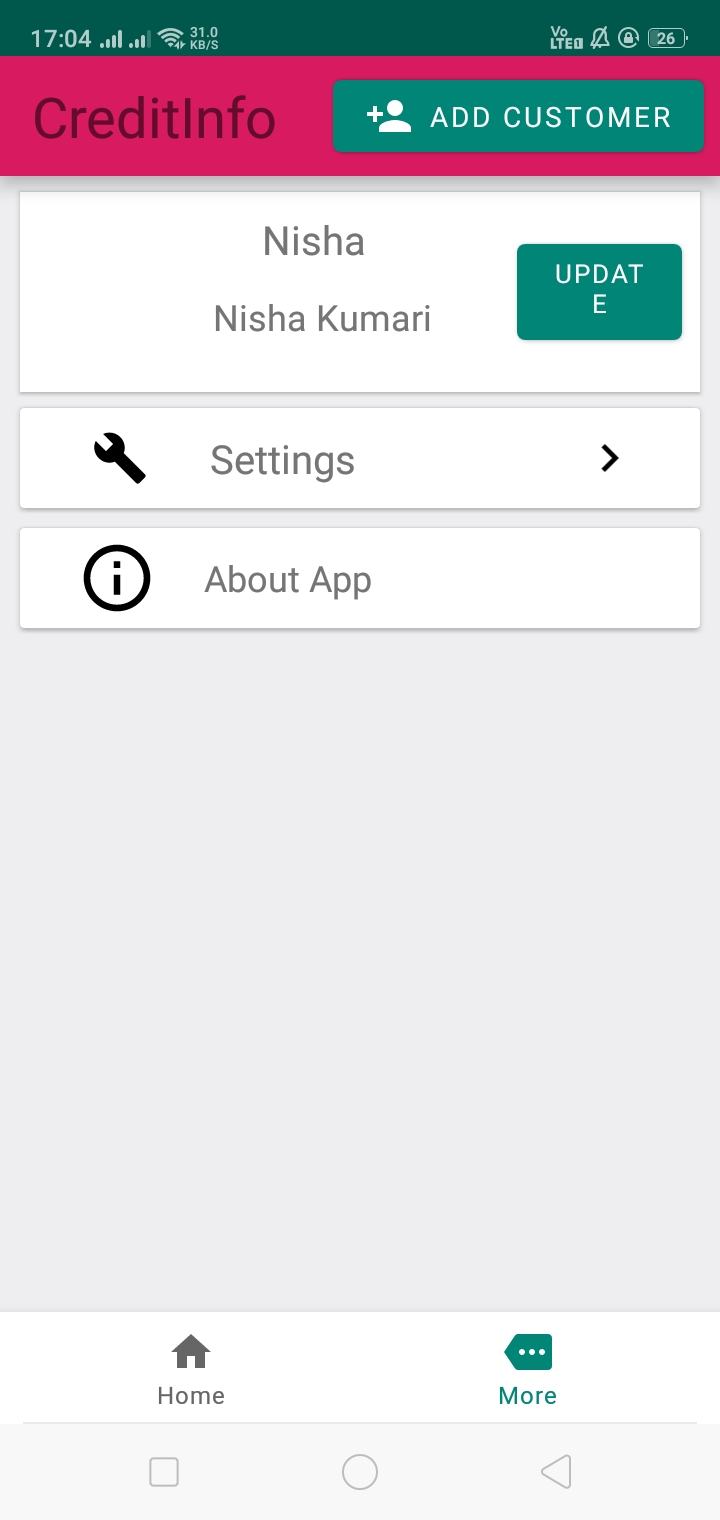 17:04 31.0 KB/S Vo LTE1 26
CreditInfo
ADD CUSTOMER
Nisha
Nisha Kumari
UPDAT
E
Settings
About App
Home
More